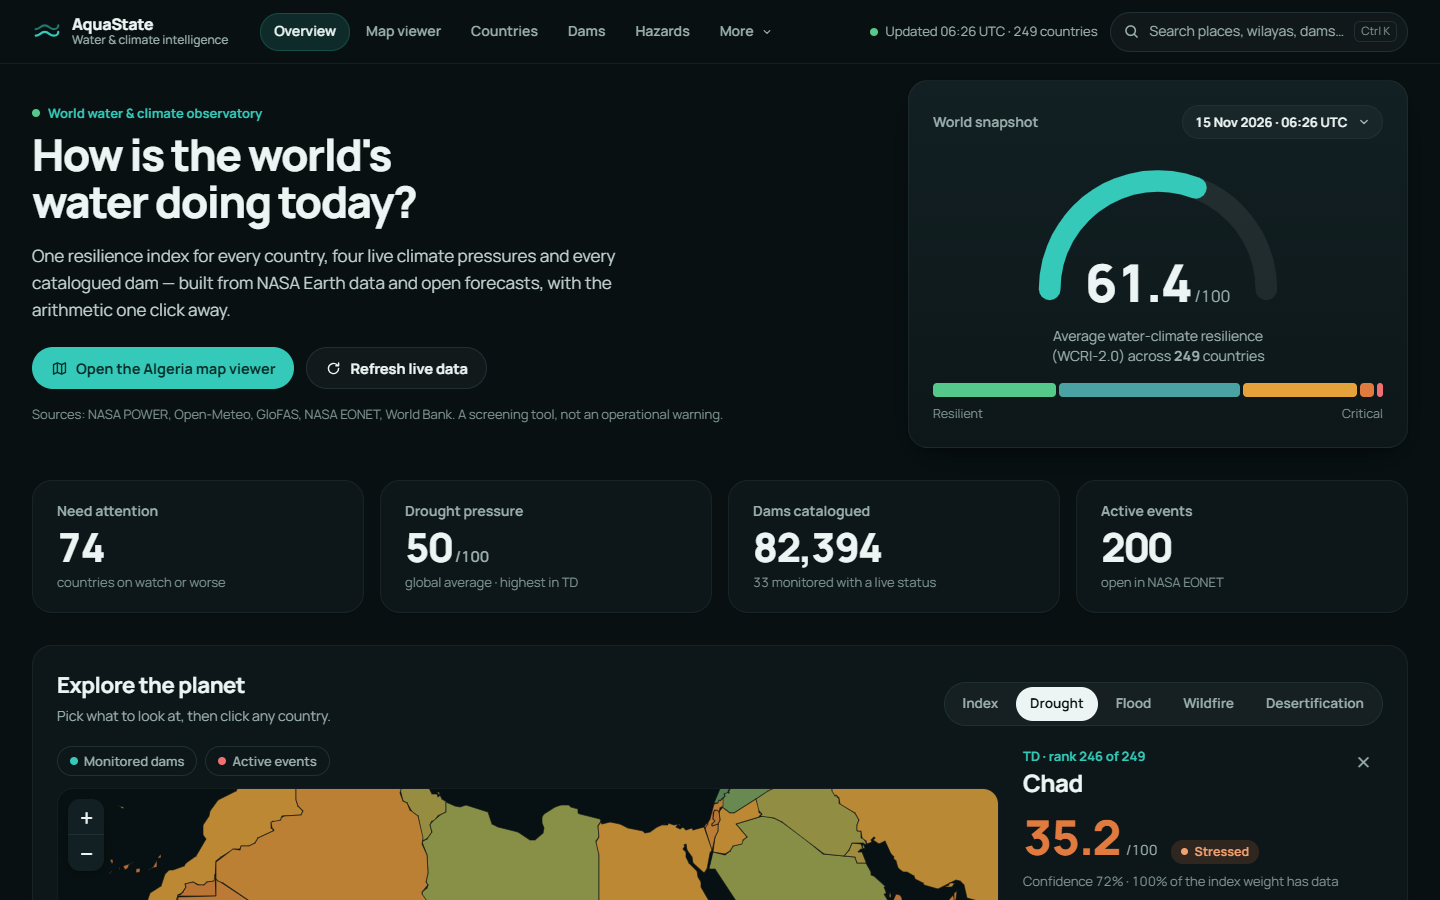 AquaState
Water & climate intelligence
Overview
Map viewer
Countries
Dams
Hazards
More
Updated 06:26 UTC · 249 countries
Search places, wilayas, dams...
Ctrl K
World water & climate observatory
How is the world's
water doing today?
One resilience index for every country, four live climate pressures and every
catalogued dam — built from NASA Earth data and open forecasts, with the
arithmetic one click away.
Open the Algeria map viewer
Refresh live data
Sources: NASA POWER, Open-Meteo, GloFAS, NASA EONET, World Bank. A screening tool, not an operational warning.
World snapshot
15 Nov 2026 · 06:26 UTC
61.4/100
Average water-climate resilience
(WCRI-2.0) across 249 countries
Resilient
Critical
Need attention
74
countries on watch or worse
Drought pressure
50/100
global average · highest in TD
Dams catalogued
82,394
33 monitored with a live status
Active events
200
open in NASA EONET
Explore the planet
Pick what to look at, then click any country.
Index
Drought
Flood
Wildfire
Desertification
Monitored dams
Active events
+
−
TD · rank 246 of 249
Chad
35.2/100
Stressed
Confidence 72% · 100% of the index weight has data